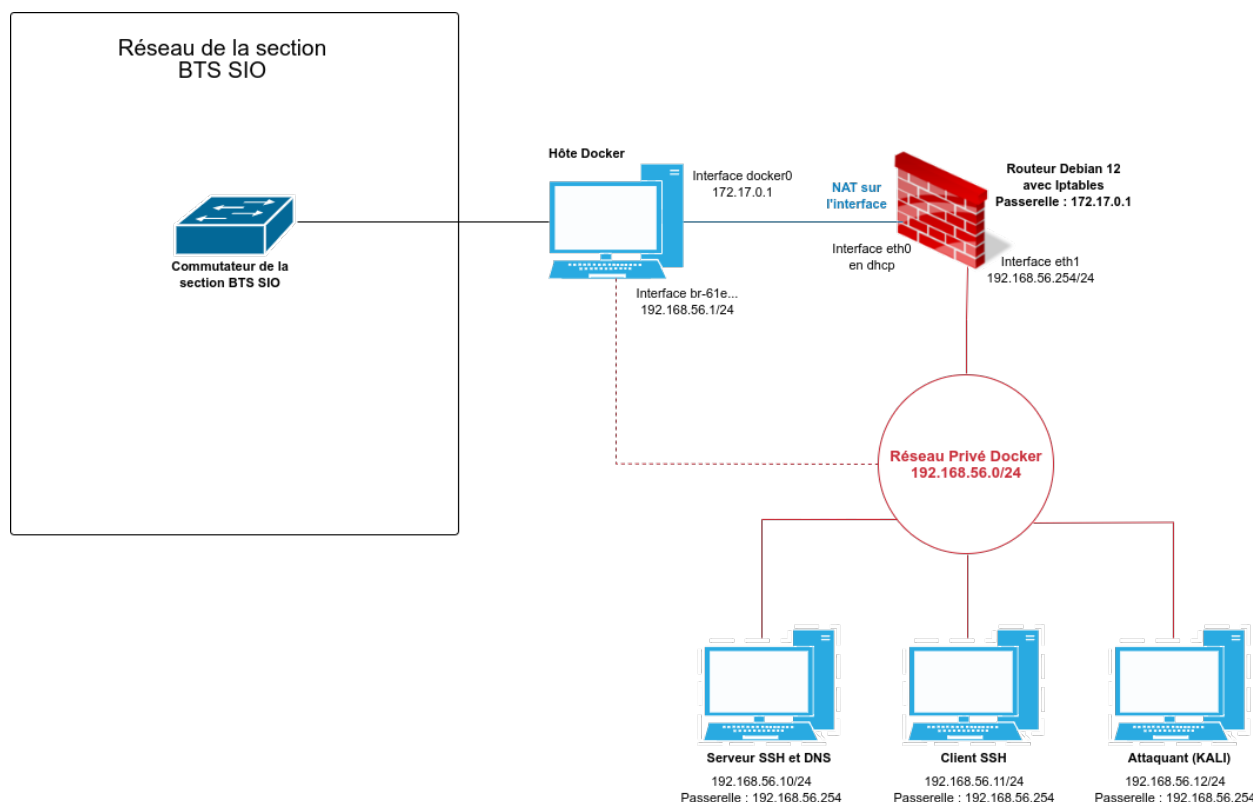 Réseau de la section
BTS SIO
Commutateur de la
section BTS SIO
Hôte Docker
Interface docker0
172.17.0.1
Interface br-61e...
192.168.56.1/24
NAT sur
l'interface
Interface eth0
en dhcp
Routeur Debian 12
avec Iptables
Passerelle : 172.17.0.1
Interface eth1
192.168.56.254/24
Réseau Privé Docker
192.168.56.0/24
Serveur SSH et DNS
192.168.56.10/24
Passerelle : 192.168.56.254
Client SSH
192.168.56.11/24
Passerelle : 192.168.56.254
Attaquant (KALI)
192.168.56.12/24
Passerelle : 192.168.56.254